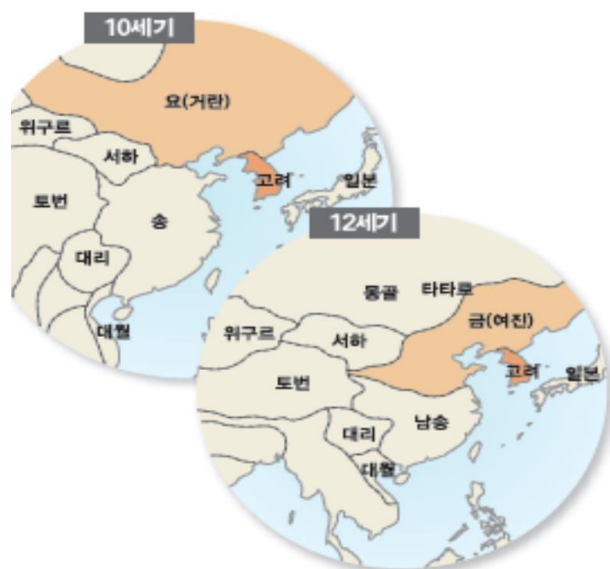 10세기
요(거란)
위구르
서하
고려
일본
토번
송
대리
대월
12세기
몽골
타타르
금(여진)
위구르
서하
고려
일본
토번
대리
남송
대월